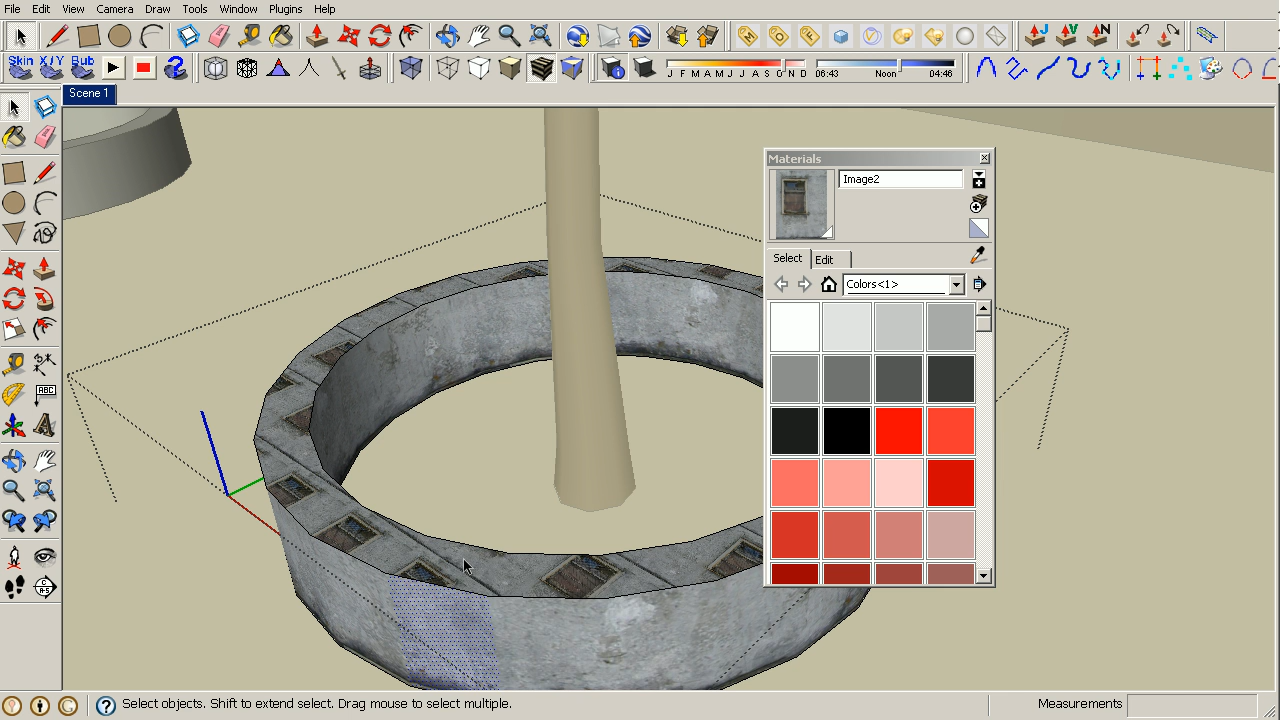 File Edit View Camera Draw Tools Window Plugins Help
Skin X/Y Bub
J F M A M J J A S O N D 06:43 Noon 04:46
Scene 1
Materials
Image2
Select Edit
Colors<1>
ABC
Select objects. Shift to extend select. Drag mouse to select multiple. Measurements